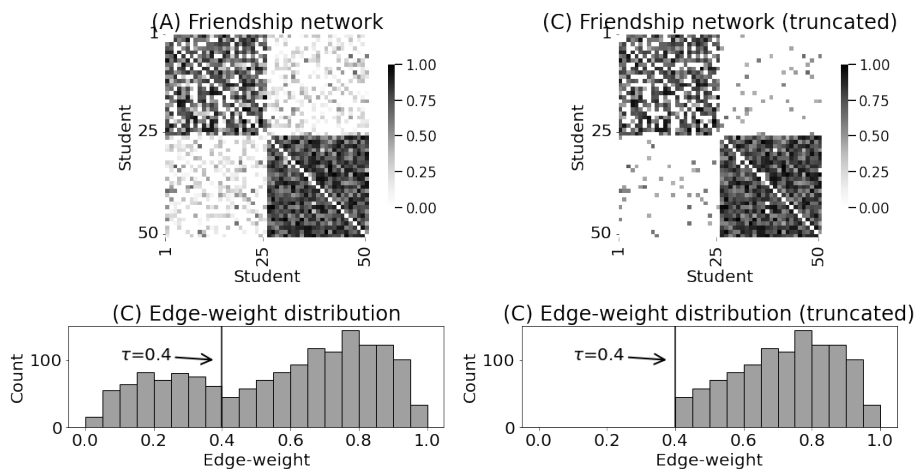 (A) Friendship network
(C) Friendship network (truncated)
1
25
50
Student
1
25
50
Student
1.00
0.75
0.50
0.25
0.00
1
25
50
Student
1
25
50
Student
1.00
0.75
0.50
0.25
0.00
(C) Edge-weight distribution
(C) Edge-weight distribution (truncated)
100
0
Count
τ=0.4
0.0 0.2 0.4 0.6 0.8 1.0
Edge-weight
100
0
Count
τ=0.4
0.0 0.2 0.4 0.6 0.8 1.0
Edge-weight